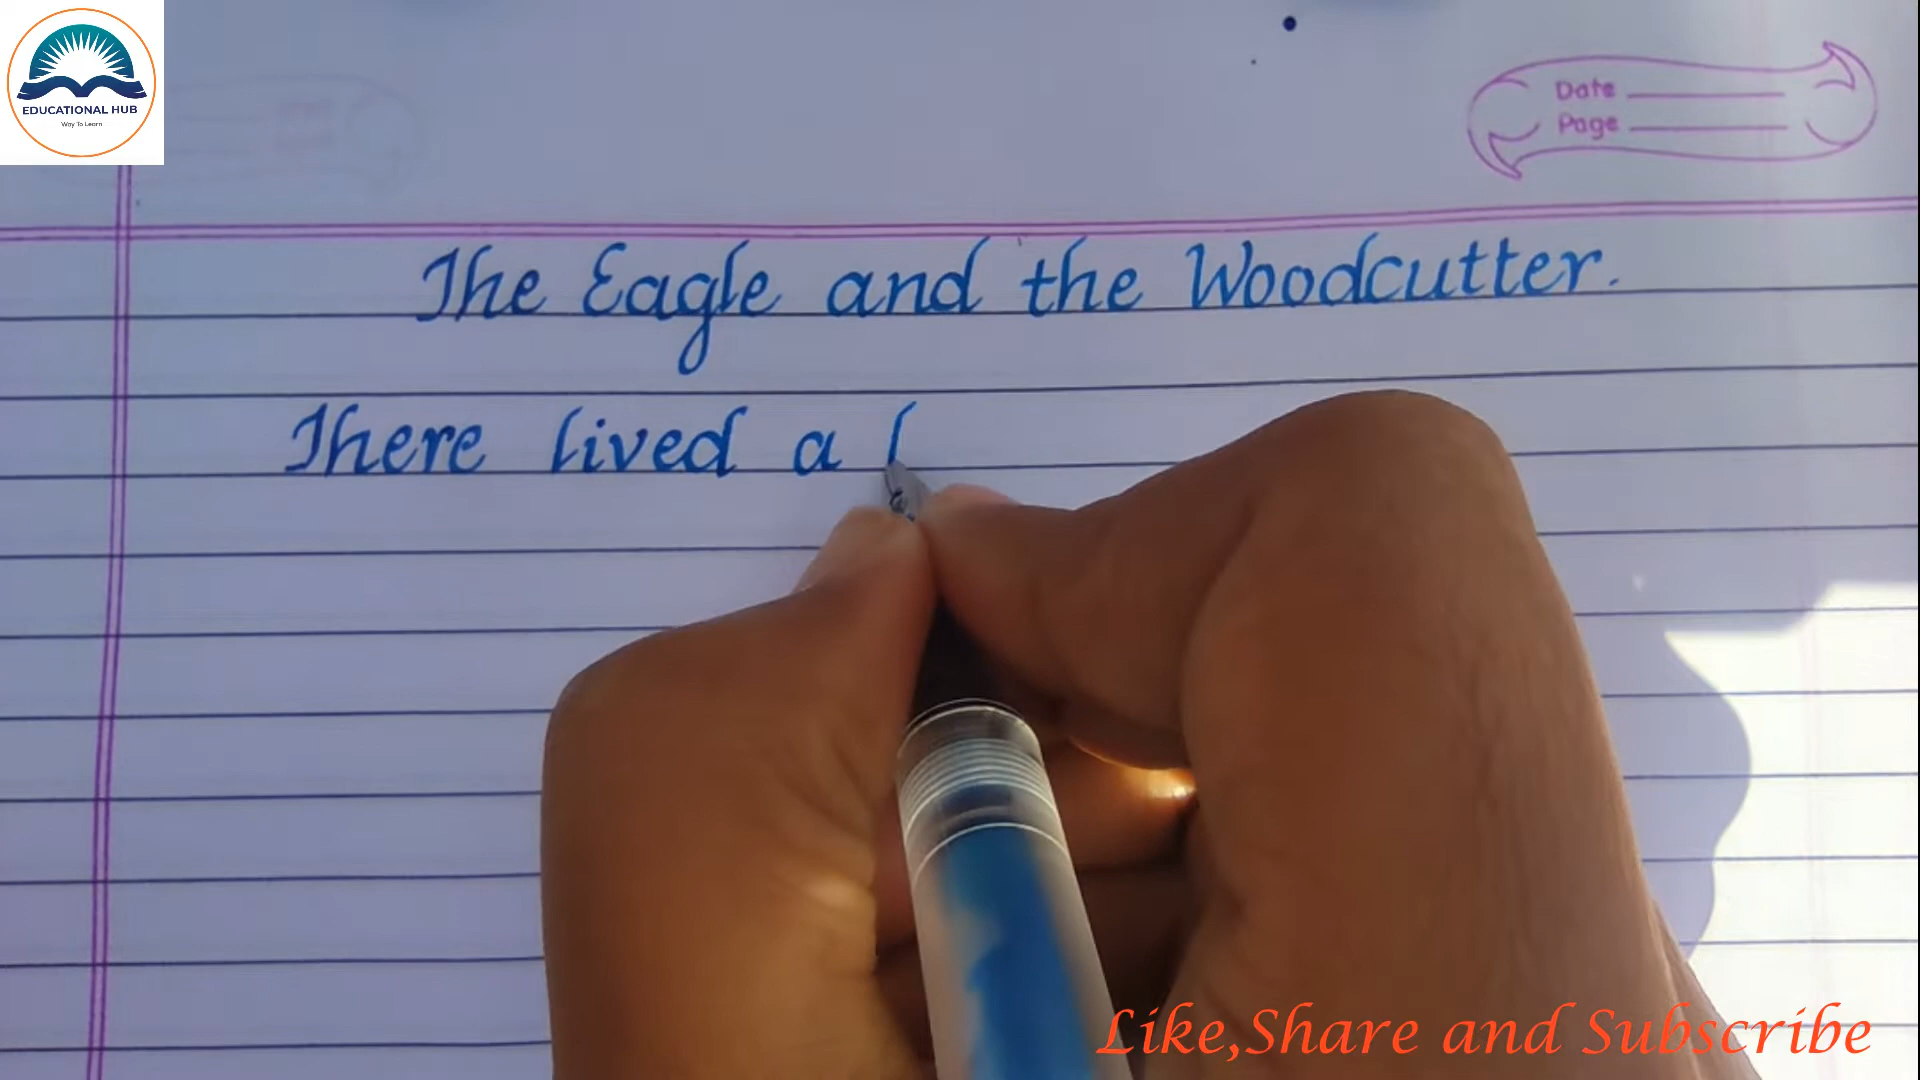 EDUCATIONAL HUB
Way To Learn
Date
Page
The Eagle and the Woodcutter.
There lived a
Like,Share and Subscribe